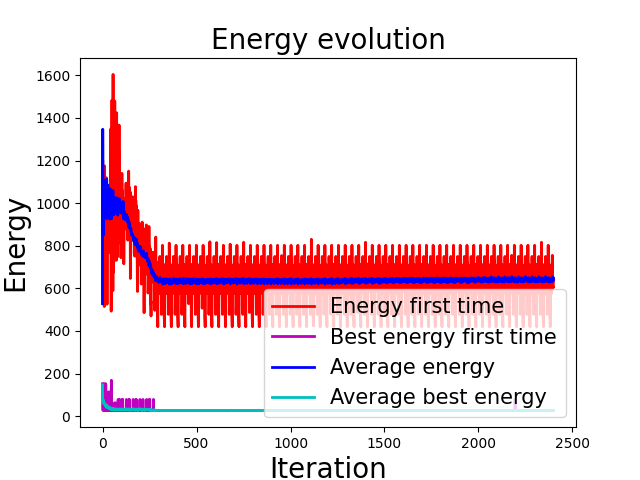 Energy evolution
1600
1400
1200
1000
800
600
400
200
0
Energy
Energy first time
Best energy first time
Average energy
Average best energy
0 500 1000 1500 2000 2500
Iteration